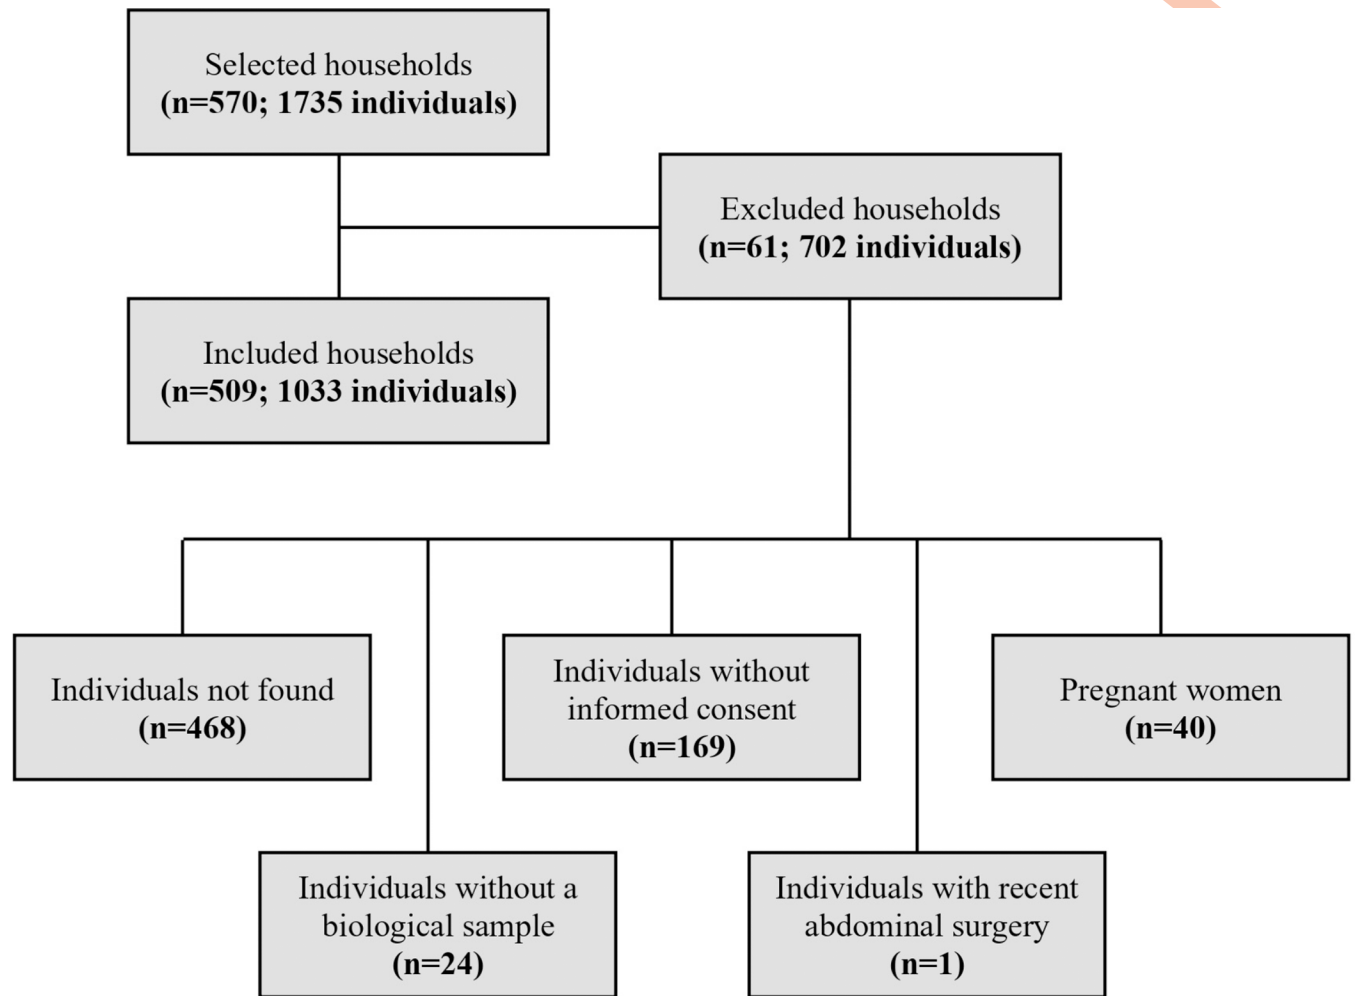 Selected households
(n=570; 1735 individuals)
Excluded households
(n=61; 702 individuals)
Included households
(n=509; 1033 individuals)
Individuals not found
(n=468)
Individuals without
informed consent
(n=169)
Pregnant women
(n=40)
Individuals without a
biological sample
(n=24)
Individuals with recent
abdominal surgery
(n=1)